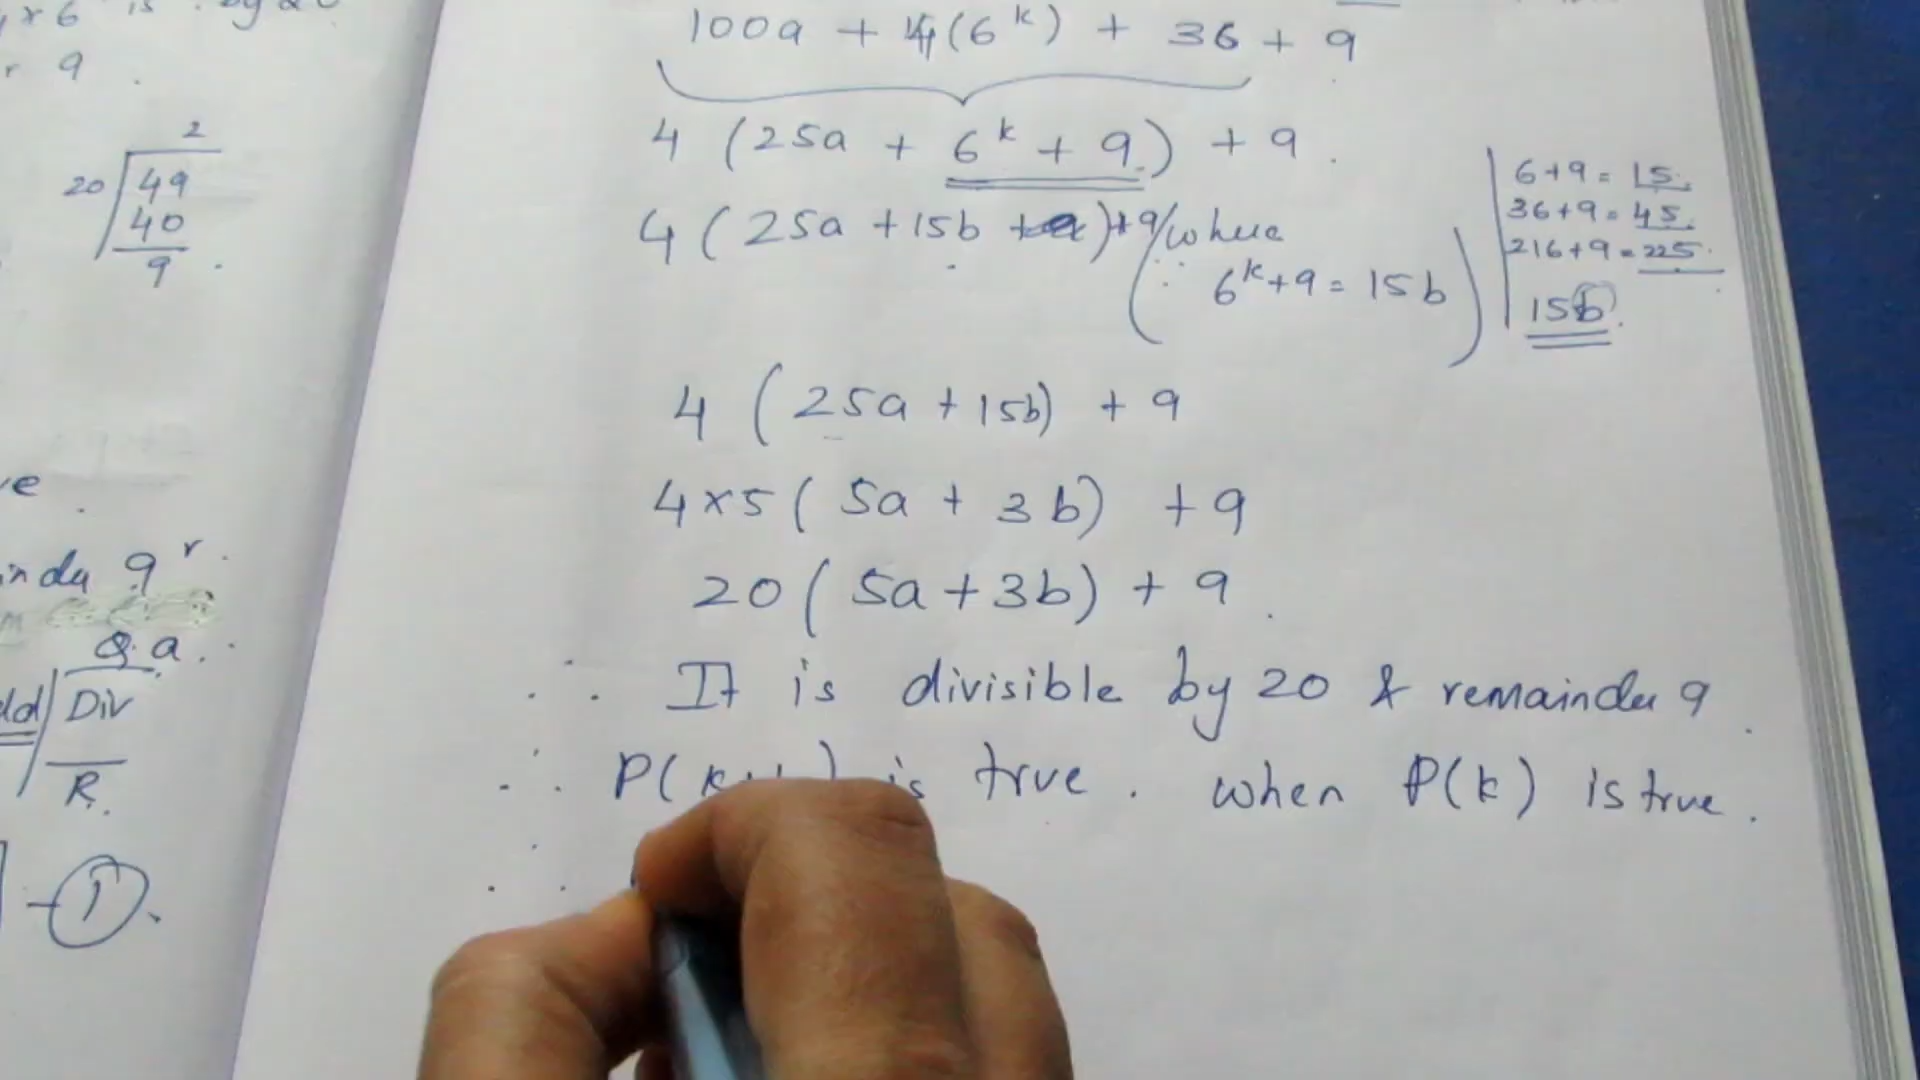 r 9 .
2
20 49
40
9 .
9 r .
Q. a .
Div
R .
- 1 .
100a + 4(6^k) + 36 + 9
4 (25a + 6^k + 9) + 9 .
4 (25a + 15b ) + 9 / where
( ∵ 6^k + 9 = 15b )
6 + 9 = 15 .
36 + 9 = 45 .
216 + 9 = 225 .
15b .
4 (25a + 15b) + 9
4 x 5 ( 5a + 3b) + 9
20 ( 5a + 3b) + 9 .
∴ It is divisible by 20 & remainder 9 .
∴ P( ) is true . when P(k) is true .
∴